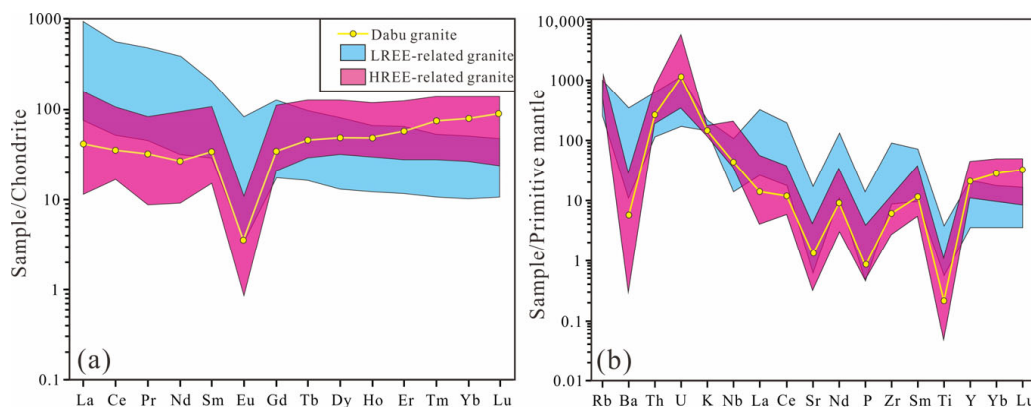 1000
100
10
1
0.1
Sample/Chondrite
Dabu granite
LREE-related granite
HREE-related granite
(a)
La Ce Pr Nd Sm Eu Gd Tb Dy Ho Er Tm Yb Lu
10,000
1000
100
10
1
0.1
0.01
Sample/Primitive mantle
(b)
Rb Ba Th U K Nb La Ce Sr Nd P Zr Sm Ti Y Yb Lu